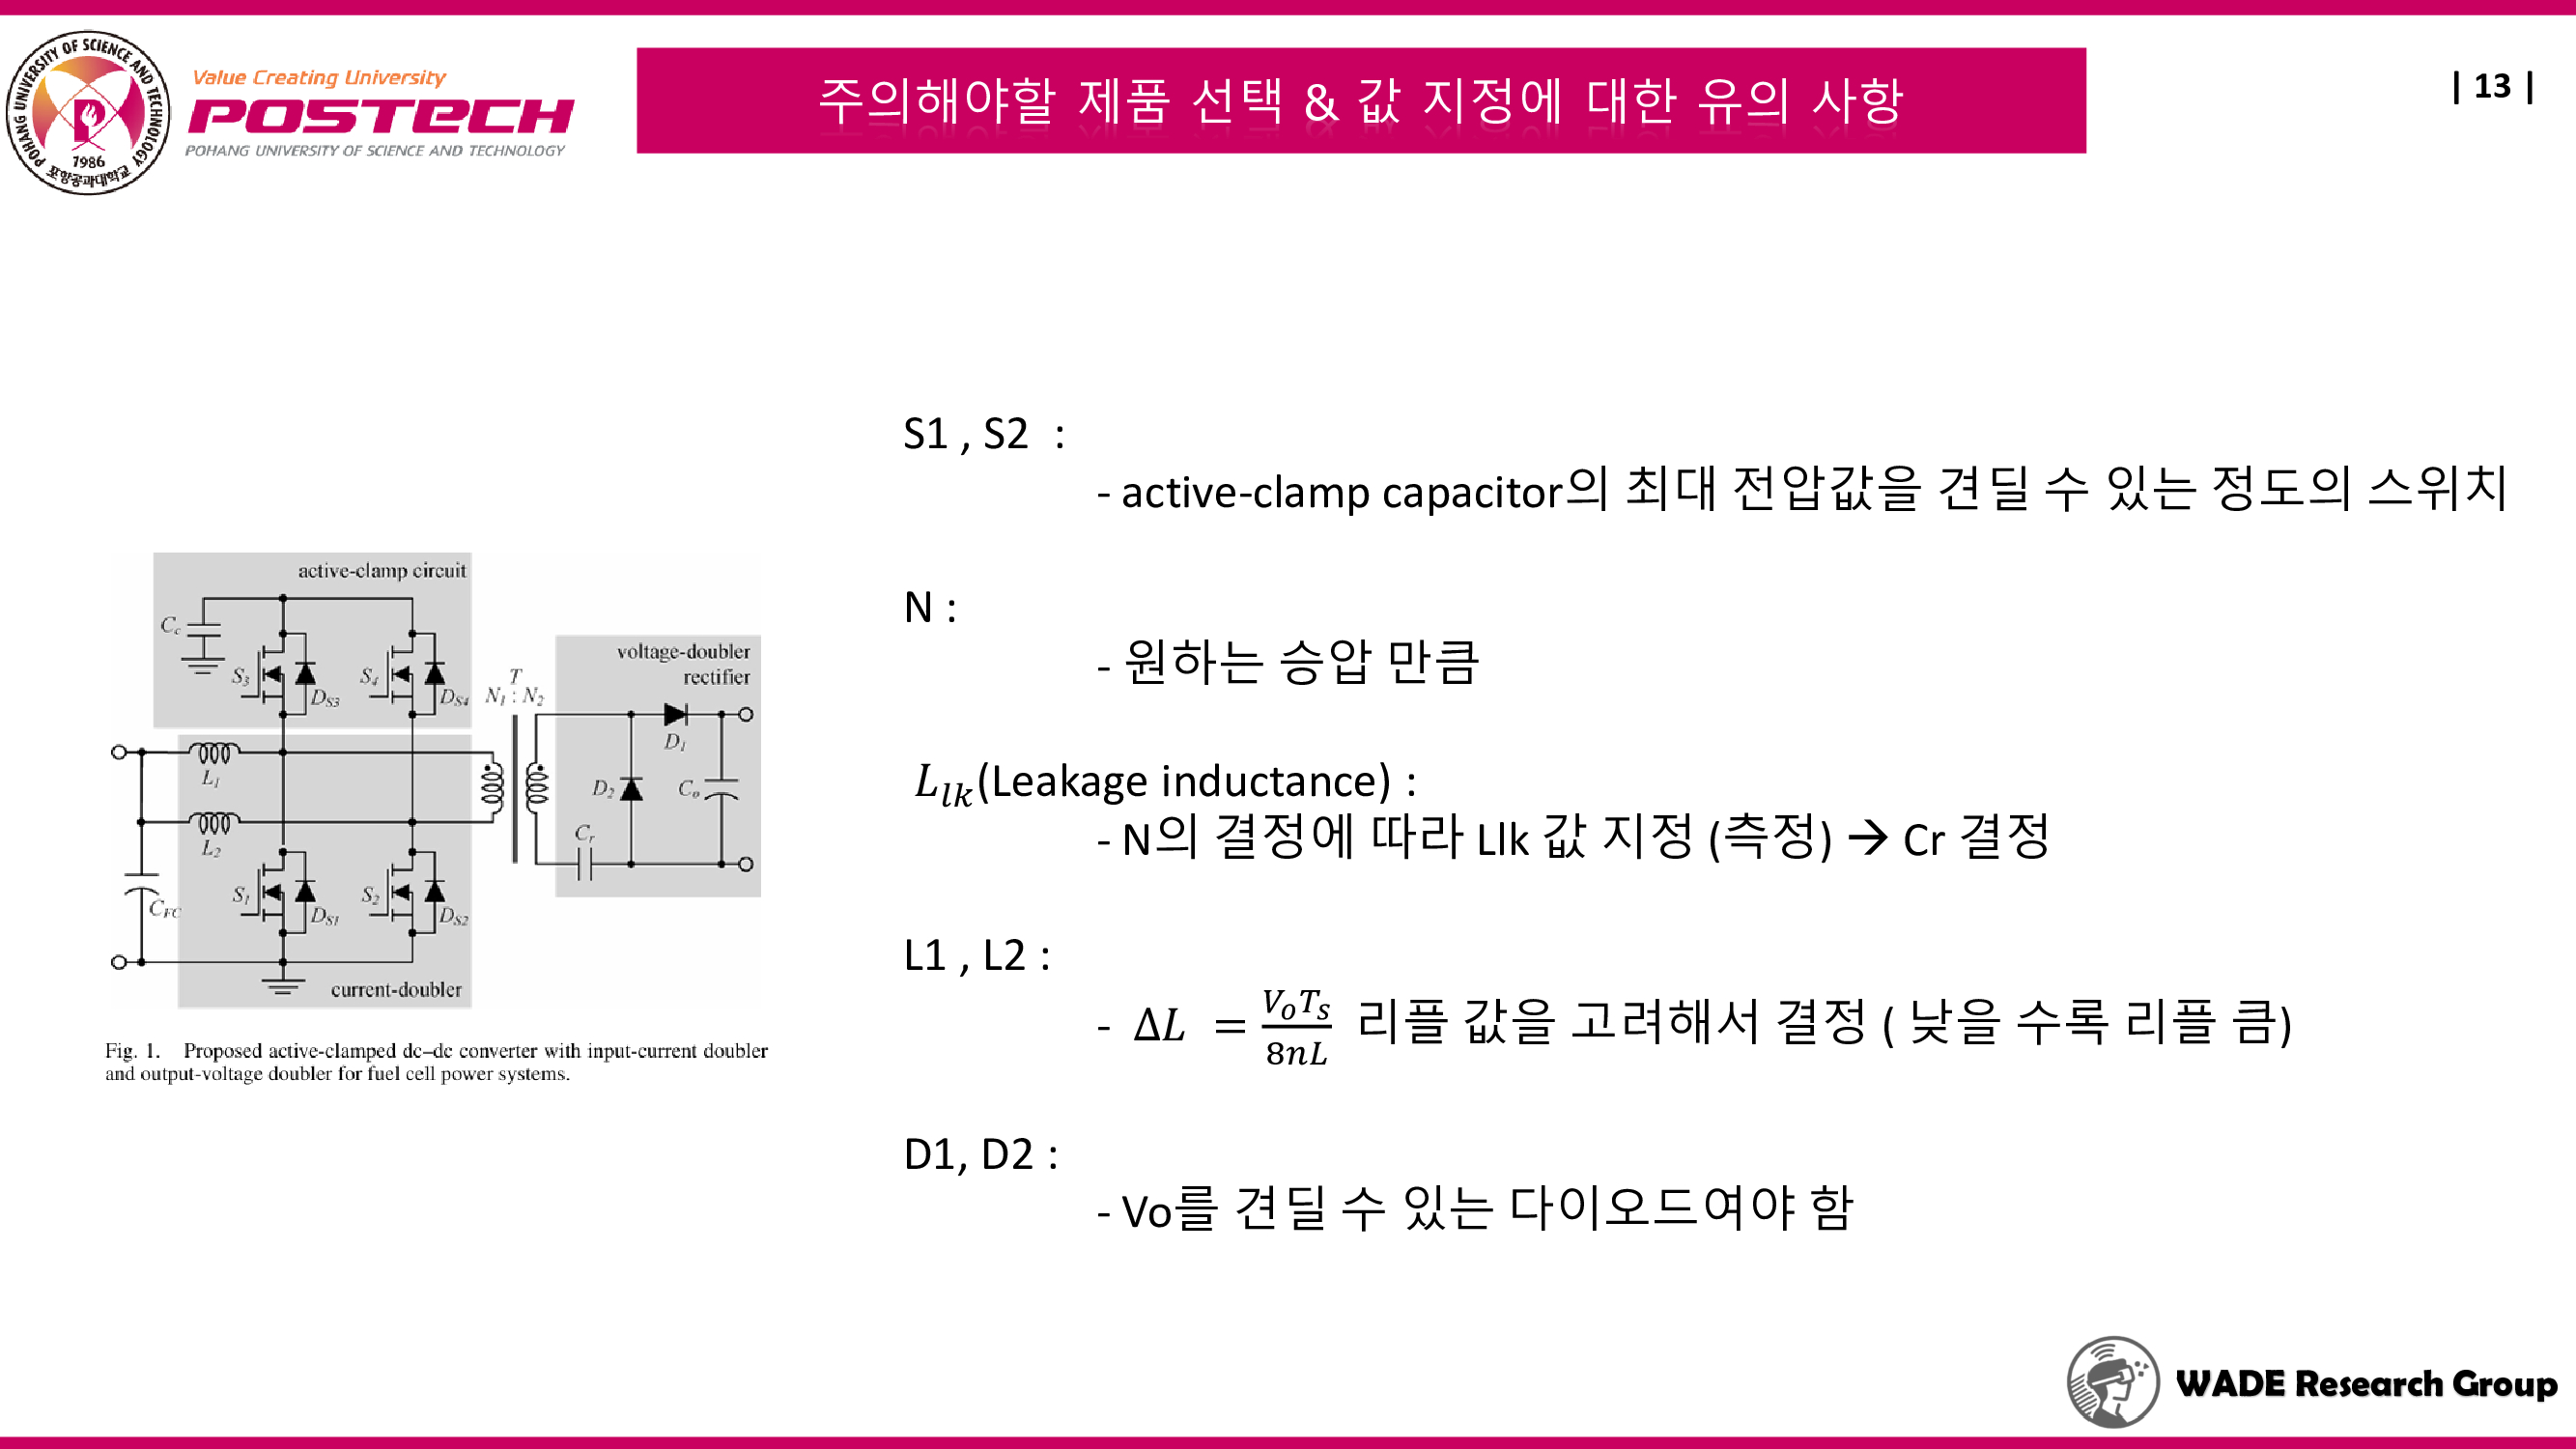 POHANG UNIVERSITY OF SCIENCE AND TECHNOLOGY
1986
포항공과대학교
Value Creating University
POSTECH
POHANG UNIVERSITY OF SCIENCE AND TECHNOLOGY
주의해야할 제품 선택 & 값 지정에 대한 유의 사항
| 13 |
S1 , S2 :
- active-clamp capacitor의 최대 전압값을 견딜 수 있는 정도의 스위치
N :
- 원하는 승압 만큼
L_{lk}(Leakage inductance) :
- N의 결정에 따라 Llk 값 지정 (측정) → Cr 결정
L1 , L2 :
- ΔL = \frac{V_o T_s}{8nL} 리플 값을 고려해서 결정 ( 낮을 수록 리플 큼)
D1, D2 :
- Vo를 견딜 수 있는 다이오드여야 함
active-clamp circuit
C_c
S_3
D_{S3}
S_4
D_{S4}
T
N_1 : N_2
voltage-doubler
rectifier
D_1
D_2
C_o
C_r
L_1
L_2
C_{FC}
S_1
D_{S1}
S_2
D_{S2}
current-doubler
Fig. 1. Proposed active-clamped dc–dc converter with input-current doubler
and output-voltage doubler for fuel cell power systems.
WADE Research Group